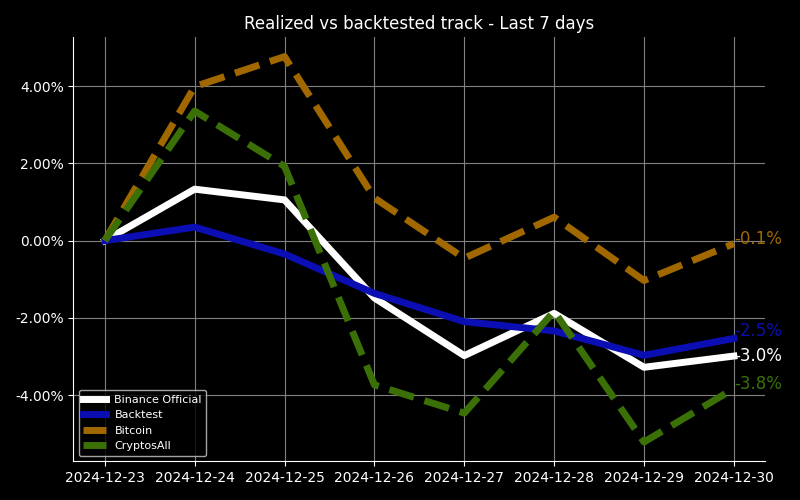 Realized vs backtested track - Last 7 days
4.00%
2.00%
0.00%
-2.00%
-4.00%
-0.1%
-2.5%
-3.0%
-3.8%
Binance Official
Backtest
Bitcoin
CryptosAll
2024-12-23 2024-12-24 2024-12-25 2024-12-26 2024-12-27 2024-12-28 2024-12-29 2024-12-30